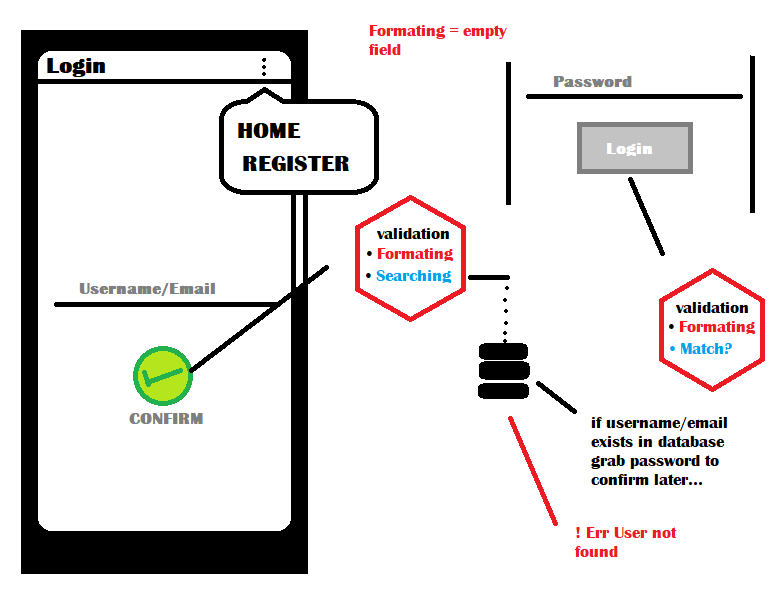 Formating = empty
field
Login
HOME
REGISTER
Username/Email
CONFIRM
validation
• Formating
• Searching
Password
Login
validation
• Formating
• Match?
if username/email
exists in database
grab password to
confirm later...
! Err User not
found